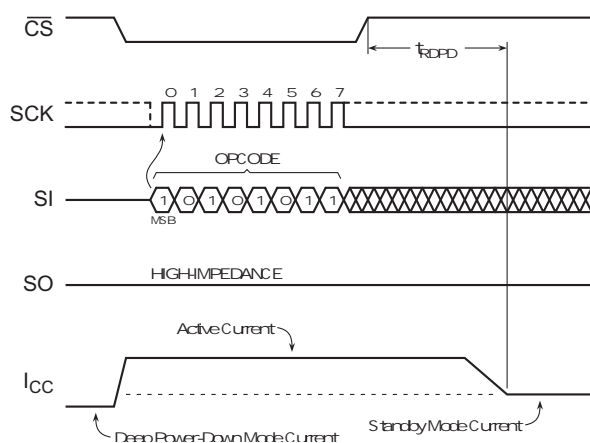 CS
tRDPD
0 1 2 3 4 5 6 7
SCK
OPCODE
SI
1 0 1 0 1 0 1 1
MSB
HIGH-IMPEDANCE
SO
Active Current
ICC
Standby Mode Current
Deep Power-Down Mode Current